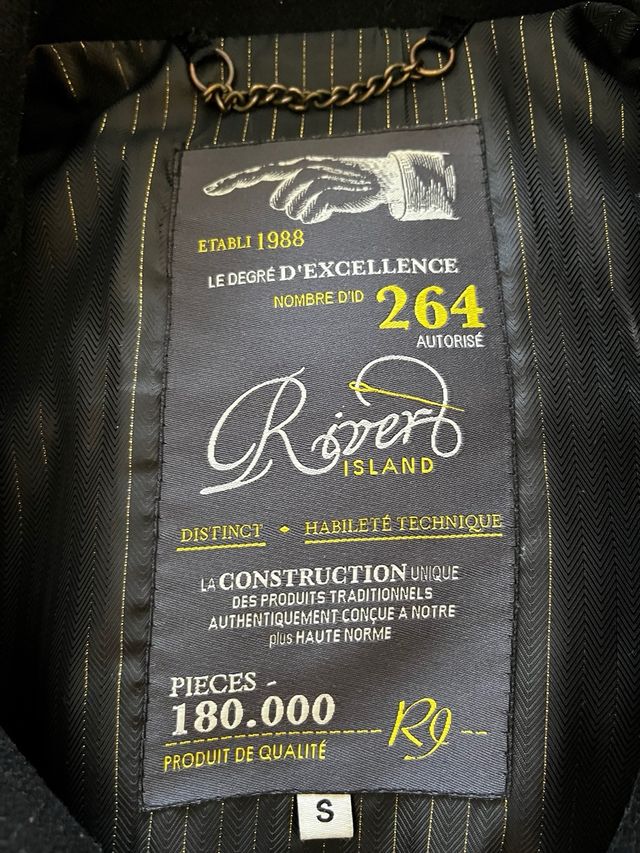 ETABLI 1988
LE DEGRÉ D'EXCELLENCE
NOMBRE D'ID 264
AUTORISÉ
River
ISLAND
DISTINCT • HABILETÉ TECHNIQUE
LA CONSTRUCTION UNIQUE
DES PRODUITS TRADITIONNELS
AUTHENTIQUEMENT CONÇUE A NOTRE
plus HAUTE NORME
PIECES -
180.000
RI
PRODUIT DE QUALITÉ
S